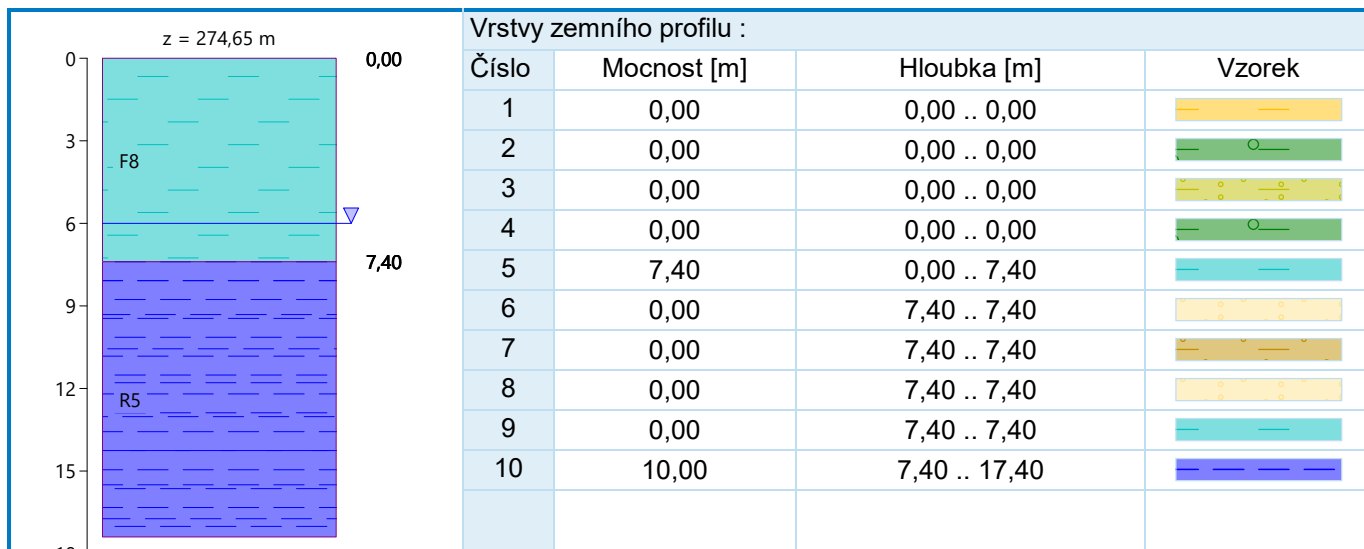 z = 274,65 m
0
0,00
3
F8
6
7,40
9
12
R5
15
Vrstvy zemního profilu :
Číslo Mocnost [m] Hloubka [m] Vzorek
1 0,00 0,00 .. 0,00
2 0,00 0,00 .. 0,00
3 0,00 0,00 .. 0,00
4 0,00 0,00 .. 0,00
5 7,40 0,00 .. 7,40
6 0,00 7,40 .. 7,40
7 0,00 7,40 .. 7,40
8 0,00 7,40 .. 7,40
9 0,00 7,40 .. 7,40
10 10,00 7,40 .. 17,40